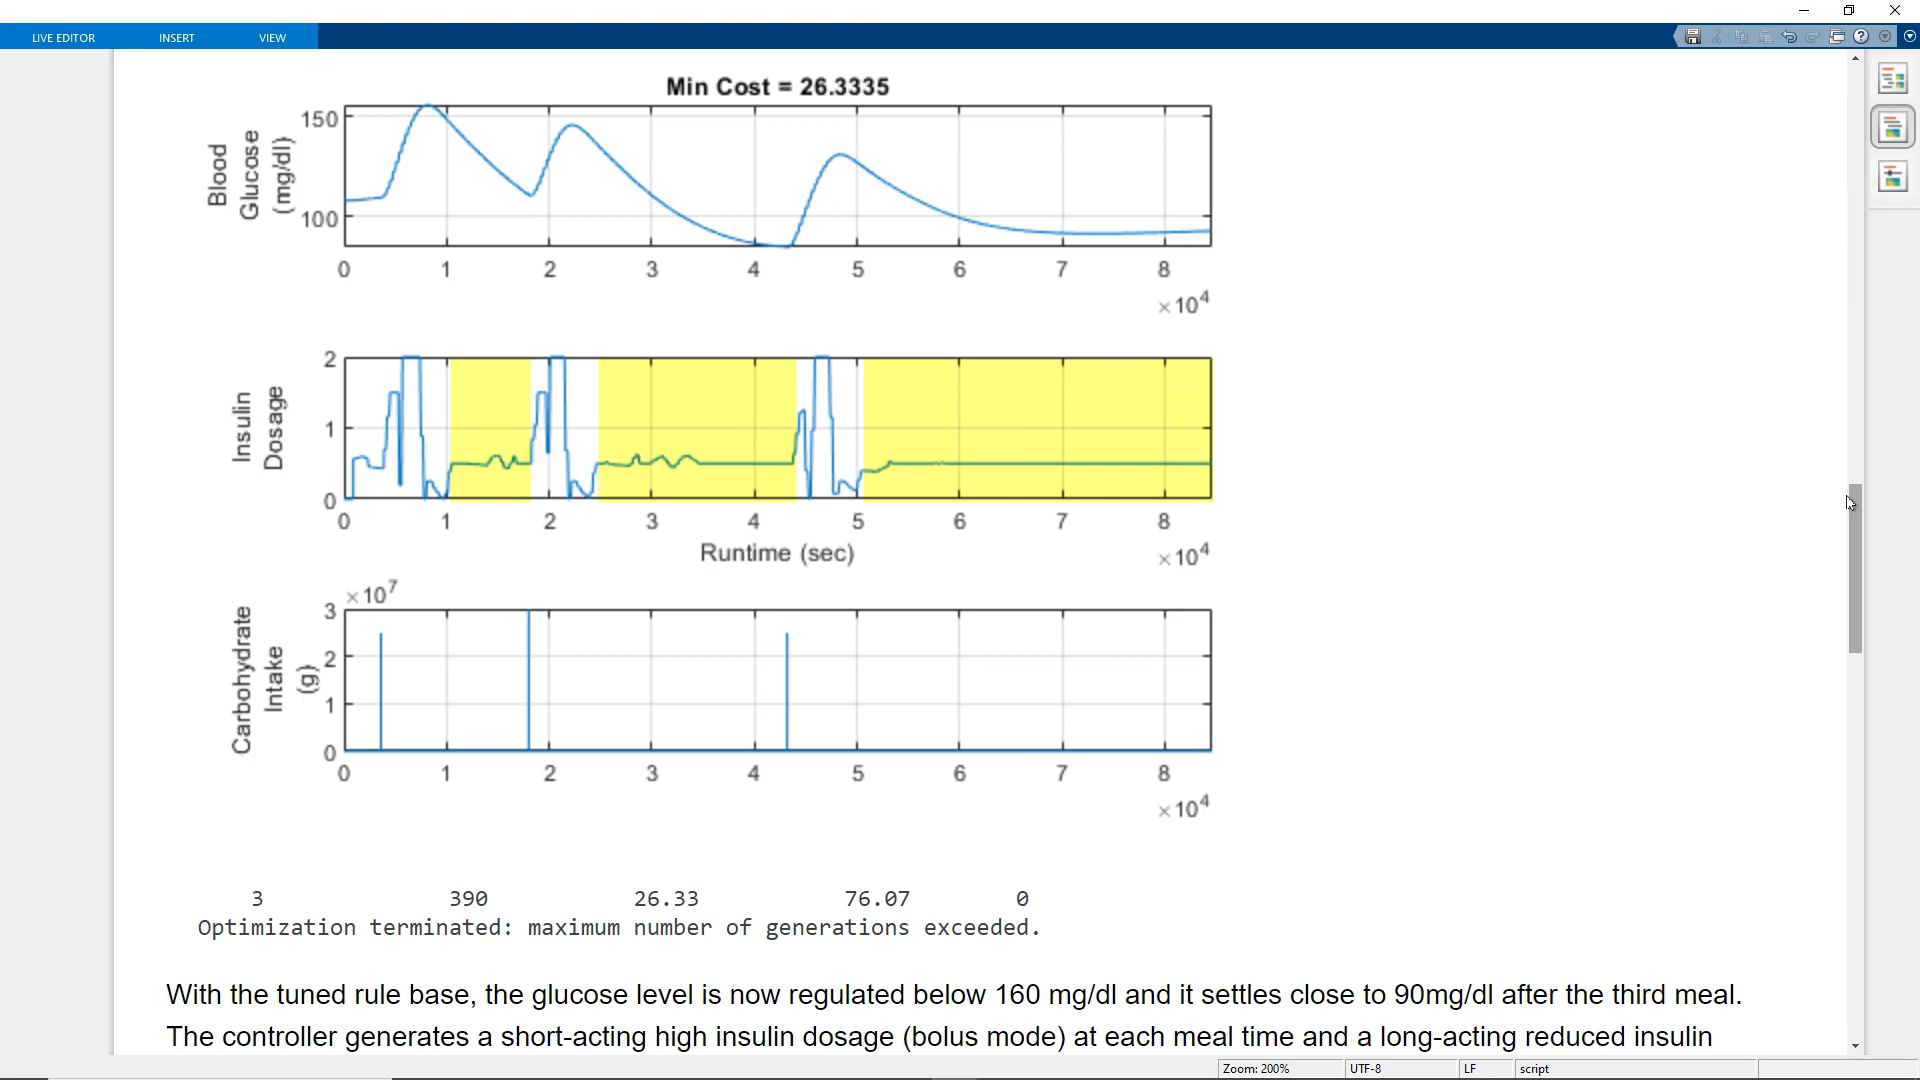 LIVE EDITOR INSERT VIEW
Min Cost = 26.3335
Blood
Glucose
(mg/dl)
150
100
0 1 2 3 4 5 6 7 8
×10⁴
Insulin
Dosage
2
1
0
0 1 2 3 4 5 6 7 8
Runtime (sec)
×10⁴
×10⁷
Carbohydrate
Intake
(g)
3
2
1
0
0 1 2 3 4 5 6 7 8
×10⁴
3 390 26.33 76.07 0
Optimization terminated: maximum number of generations exceeded.
With the tuned rule base, the glucose level is now regulated below 160 mg/dl and it settles close to 90mg/dl after the third meal.
The controller generates a short-acting high insulin dosage (bolus mode) at each meal time and a long-acting reduced insulin
Zoom: 200% UTF-8 LF script